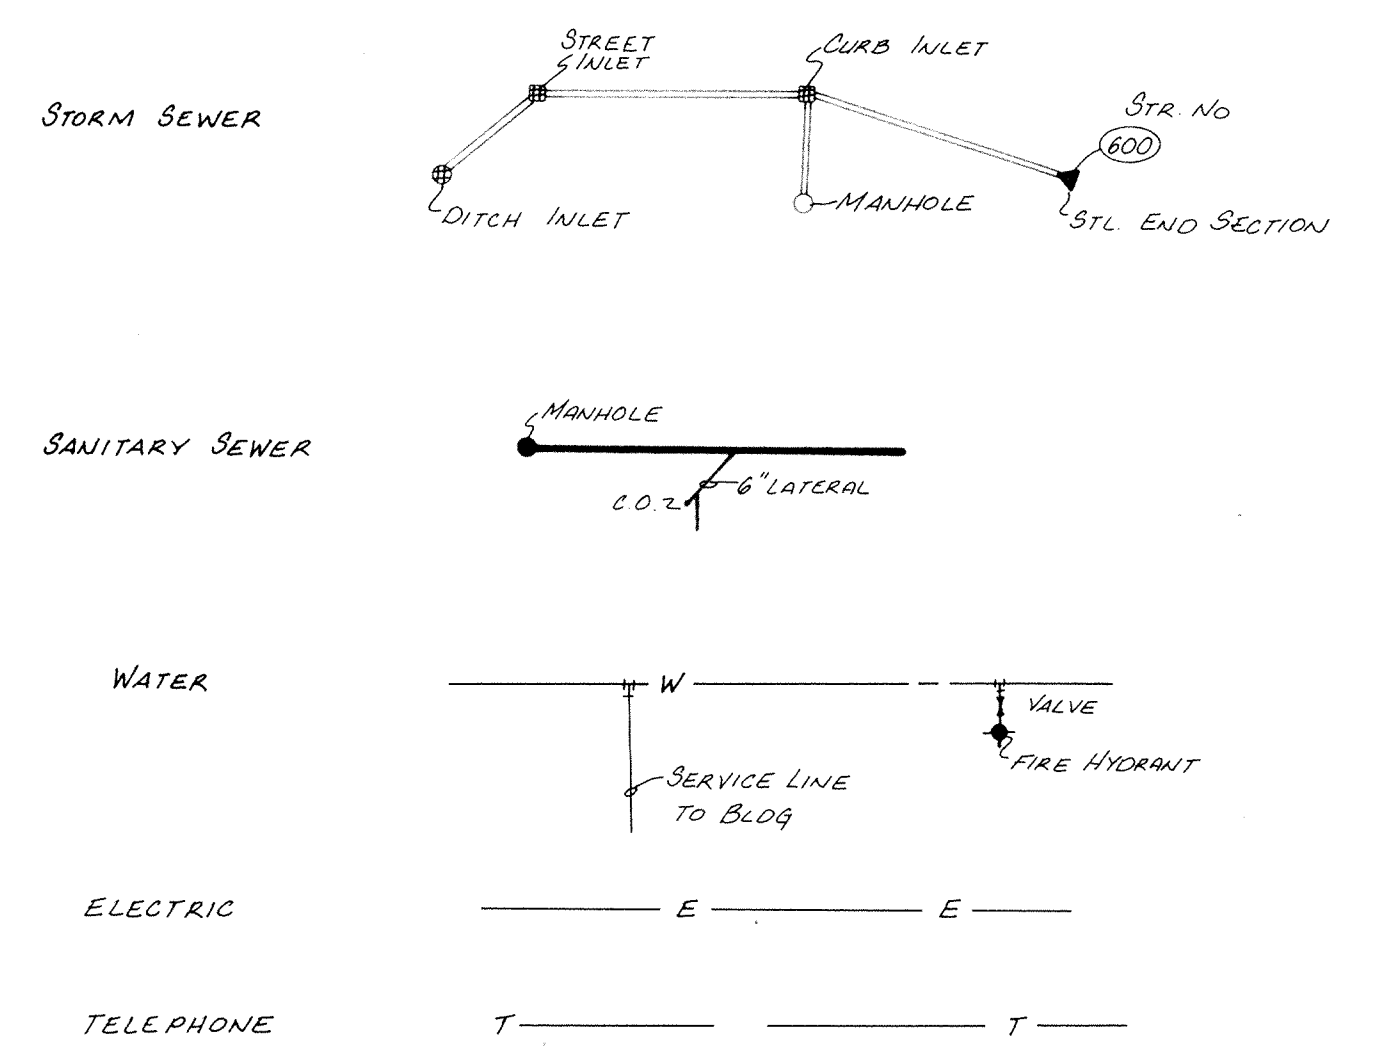 STREET
INLET
CURB INLET
STORM SEWER
STR. NO
600
DITCH INLET
MANHOLE
STL. END SECTION
MANHOLE
SANITARY SEWER
6" LATERAL
C.O.
WATER
W
VALVE
FIRE HYDRANT
SERVICE LINE
TO BLDG
ELECTRIC
E E
TELEPHONE
T T